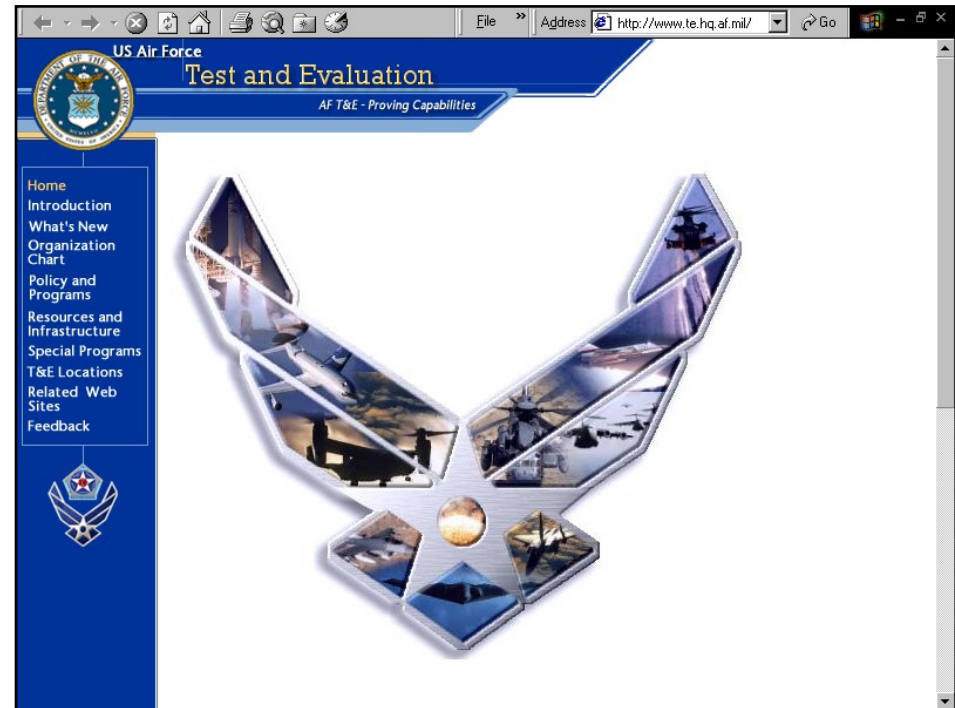 File » Address http://www.te.hq.af.mil/ Go
US Air Force
Test and Evaluation
AF T&E - Proving Capabilities
Home
Introduction
What's New
Organization
Chart
Policy and
Programs
Resources and
Infrastructure
Special Programs
T&E Locations
Related Web
Sites
Feedback